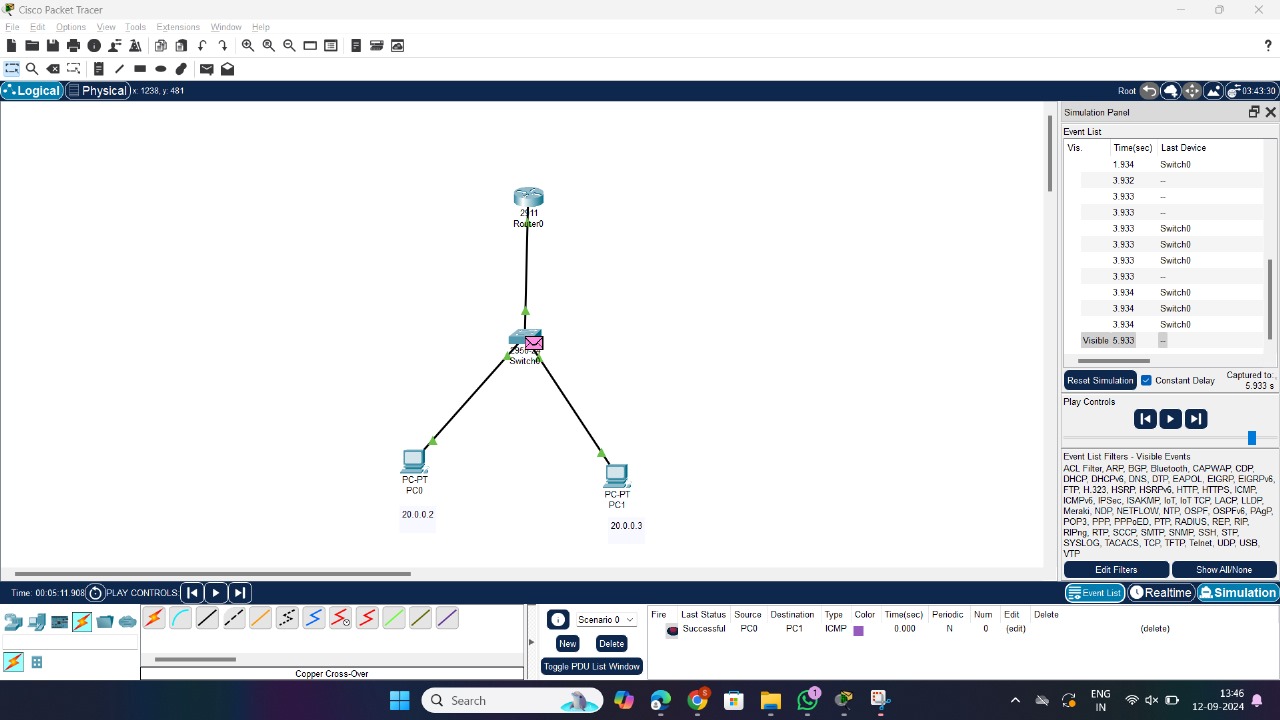 Cisco Packet Tracer
File Edit Options View Tools Extensions Window Help
?
Logical Physical x: 1238, y: 481
Root 03:43:30
2911
Router0
2950-24
Switch0
PC-PT
PC0
20.0.0.2
PC-PT
PC1
20.0.0.3
Simulation Panel
Event List
Vis. Time(sec) Last Device
1.934 Switch0
3.932 --
3.933 --
3.933 --
3.933 Switch0
3.933 Switch0
3.933 Switch0
3.933 --
3.934 Switch0
3.934 Switch0
3.934 Switch0
Visible 5.933 --
Reset Simulation Constant Delay Captured to:
5.933 s
Play Controls
Event List Filters - Visible Events
ACL Filter, ARP, BGP, Bluetooth, CAPWAP, CDP,
DHCP, DHCPv6, DNS, DTP, EAPOL, EIGRP, EIGRPv6,
FTP, H.323, HSRP, HSRPv6, HTTP, HTTPS, ICMP,
ICMPv6, IPSec, ISAKMP, IoT, IoT TCP, LACP, LLDP,
Meraki, NDP, NETFLOW, NTP, OSPF, OSPFv6, PAgP,
POP3, PPP, PPPoED, PTP, RADIUS, REP, RIP,
RIPng, RTP, SCCP, SMTP, SNMP, SSH, STP,
SYSLOG, TACACS, TCP, TFTP, Telnet, UDP, USB,
VTP
Edit Filters Show All/None
Time: 00:05:11.908 PLAY CONTROLS:
Event List Realtime Simulation
Copper Cross-Over
Scenario 0
New Delete
Toggle PDU List Window
Fire Last Status Source Destination Type Color Time(sec) Periodic Num Edit Delete
Successful PC0 PC1 ICMP 0.000 N 0 (edit) (delete)
Search
S
1
ENG
IN
13:46
12-09-2024